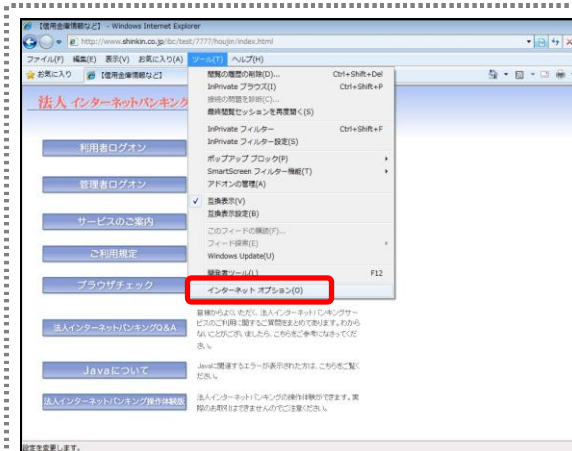 【信用金庫情報など】 - Windows Internet Explorer
http://www.shinkin.co.jp/ibc/test/7777/houjin/index.html
ファイル(F) 編集(E) 表示(V) お気に入り(A) ツール(T) ヘルプ(H)
お気に入り 【信用金庫情報など】
法人 インターネットバンキング
閲覧の履歴の削除(D)... Ctrl+Shift+Del
InPrivate ブラウズ(I) Ctrl+Shift+P
接続の問題を診断(C)...
最終閲覧セッションを再度開く(S)
InPrivate フィルター Ctrl+Shift+F
InPrivate フィルター設定(S)
ポップアップ ブロック(P)
SmartScreen フィルター機能(T)
アドオンの管理(A)
互換表示(V)
互換表示設定(B)
このフィードの購読(F)...
フィード探索(E)
Windows Update(U)
開発者ツール(L) F12
インターネット オプション(O)
利用者ログオン
管理者ログオン
サービスのご案内
ご利用規定
ブラウザチェック
法人インターネットバンキングQ&A
皆様からよくいただく、法人インターネットバンキングサー
ビスのご利用に関するご質問をまとめてあります。わから
ないことがございましたら、こちらをご参考になさってくだ
さい。
Javaについて
Javaに関連するエラーが表示された方は、こちらをご覧く
ださい。
法人インターネットバンキング操作体験版
法人インターネットバンキングの操作体験ができます。実
際のお取引はできませんのでご注意ください。
設定を変更します。